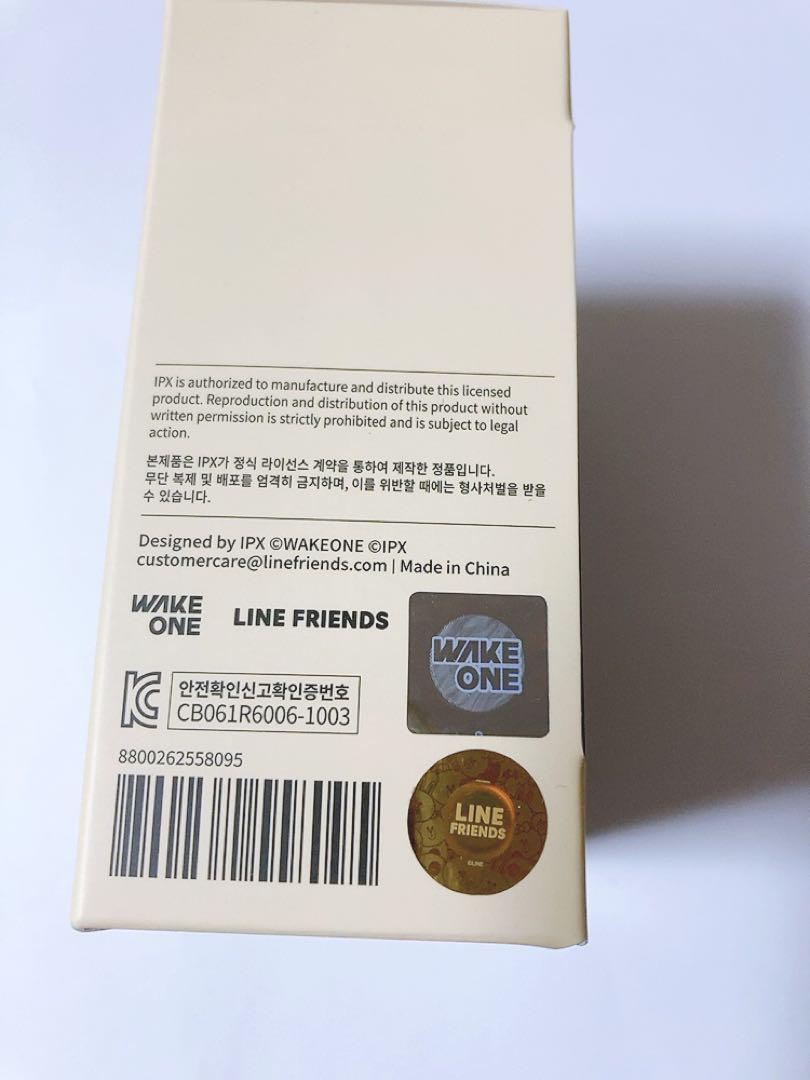 IPX is authorized to manufacture and distribute this licensed
product. Reproduction and distribution of this product without
written permission is strictly prohibited and is subject to legal
action.
본제품은 IPX가 정식 라이선스 계약을 통하여 제작한 정품입니다.
무단 복제 및 배포를 엄격히 금지하며, 이를 위반할 때에는 형사처벌을 받을
수 있습니다.
Designed by IPX ©WAKEONE ©IPX
customercare@linefriends.com | Made in China
WAKE
ONE
LINE FRIENDS
WAKE
ONE
안전확인신고확인증번호
CB061R6006-1003
8800262558095
LINE
FRIENDS
©LINE